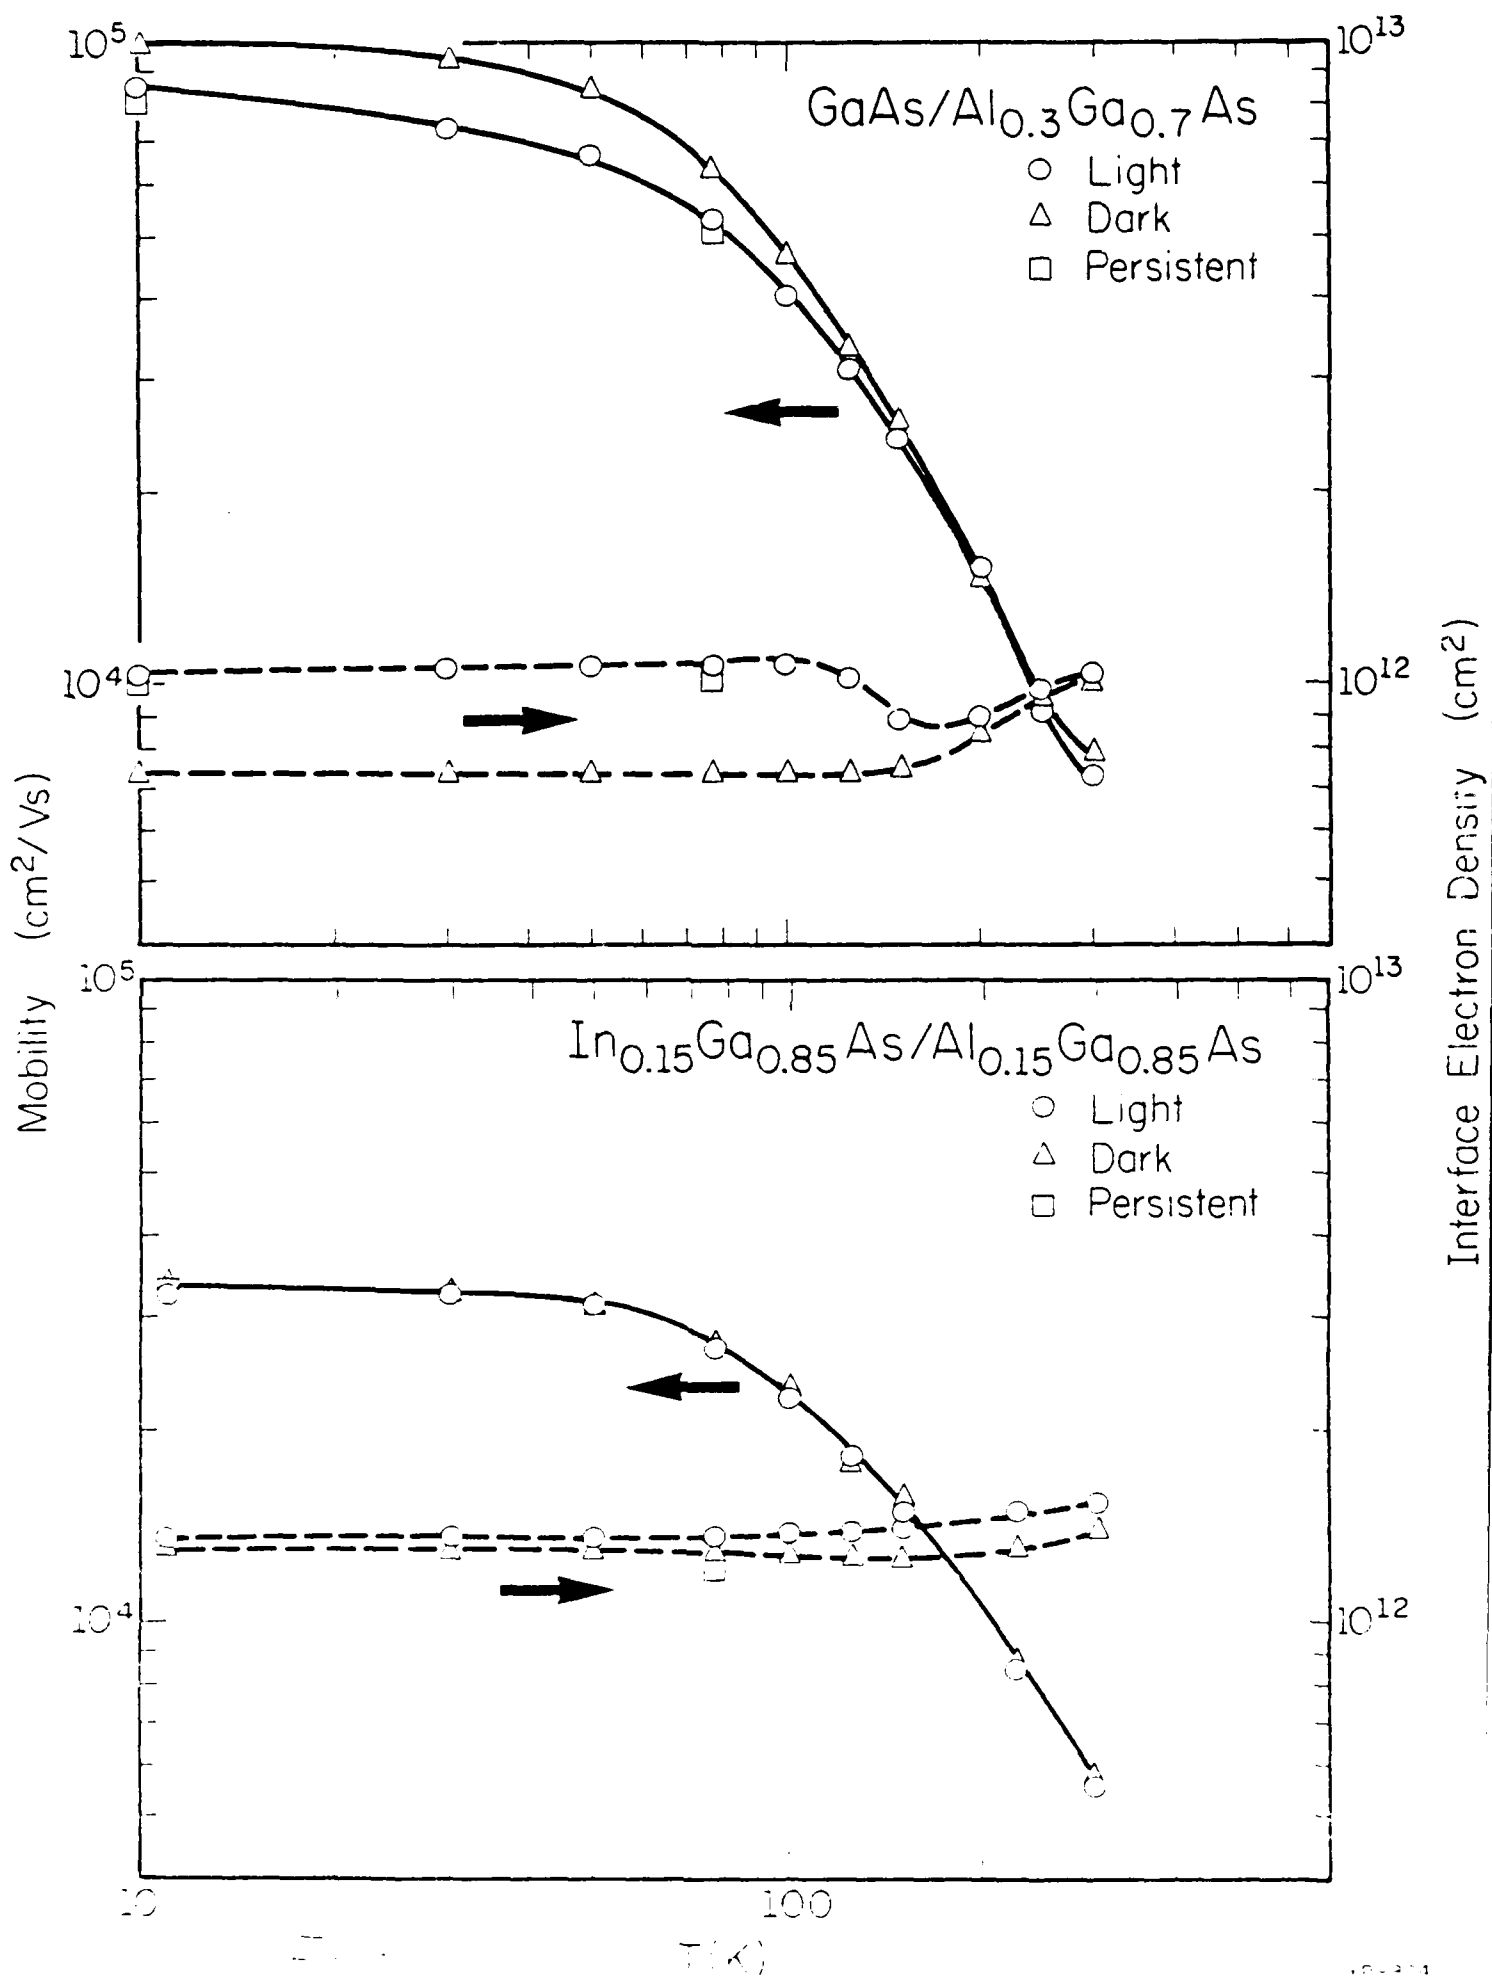 10⁵
10¹³
GaAs/Al₀.₃Ga₀.₇As
Light
Dark
Persistent
10⁴
10¹²
Mobility (cm²/Vs)
Interface Electron Density (cm²)
10⁵
10¹³
In₀.₁₅Ga₀.₈₅As/Al₀.₁₅Ga₀.₈₅As
Light
Dark
Persistent
10⁴
10¹²
10
100
T(K)